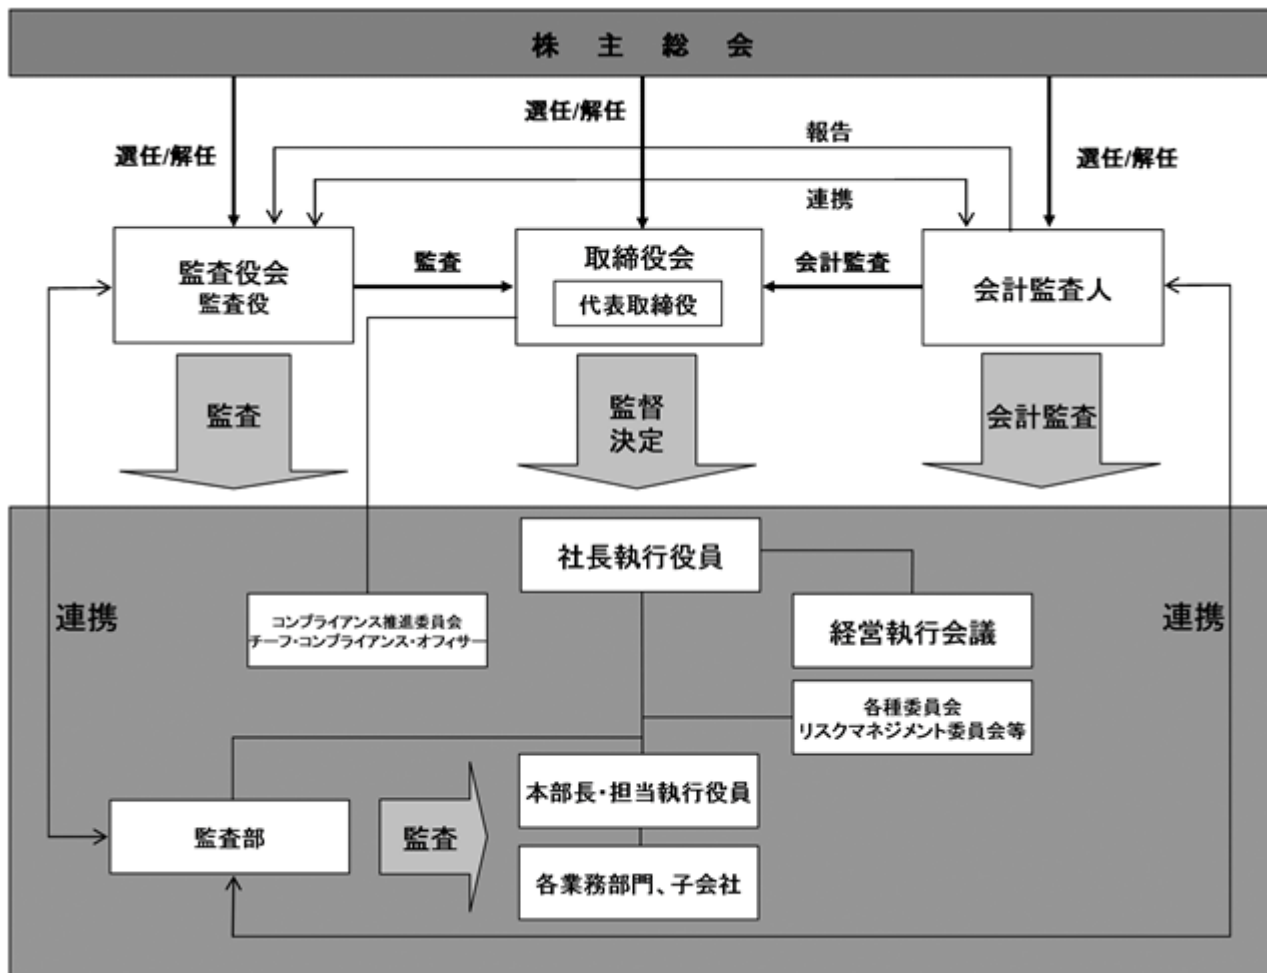 株 主 総 会
選任/解任
選任/解任
選任/解任
報告
連携
監査役会
監査役
監査
取締役会
代表取締役
会計監査
会計監査人
監査
監督
決定
会計監査
社長執行役員
連携
コンプライアンス推進委員会
チーフ・コンプライアンス・オフィサー
経営執行会議
連携
各種委員会
リスクマネジメント委員会等
本部長・担当執行役員
監査部
監査
各業務部門、子会社